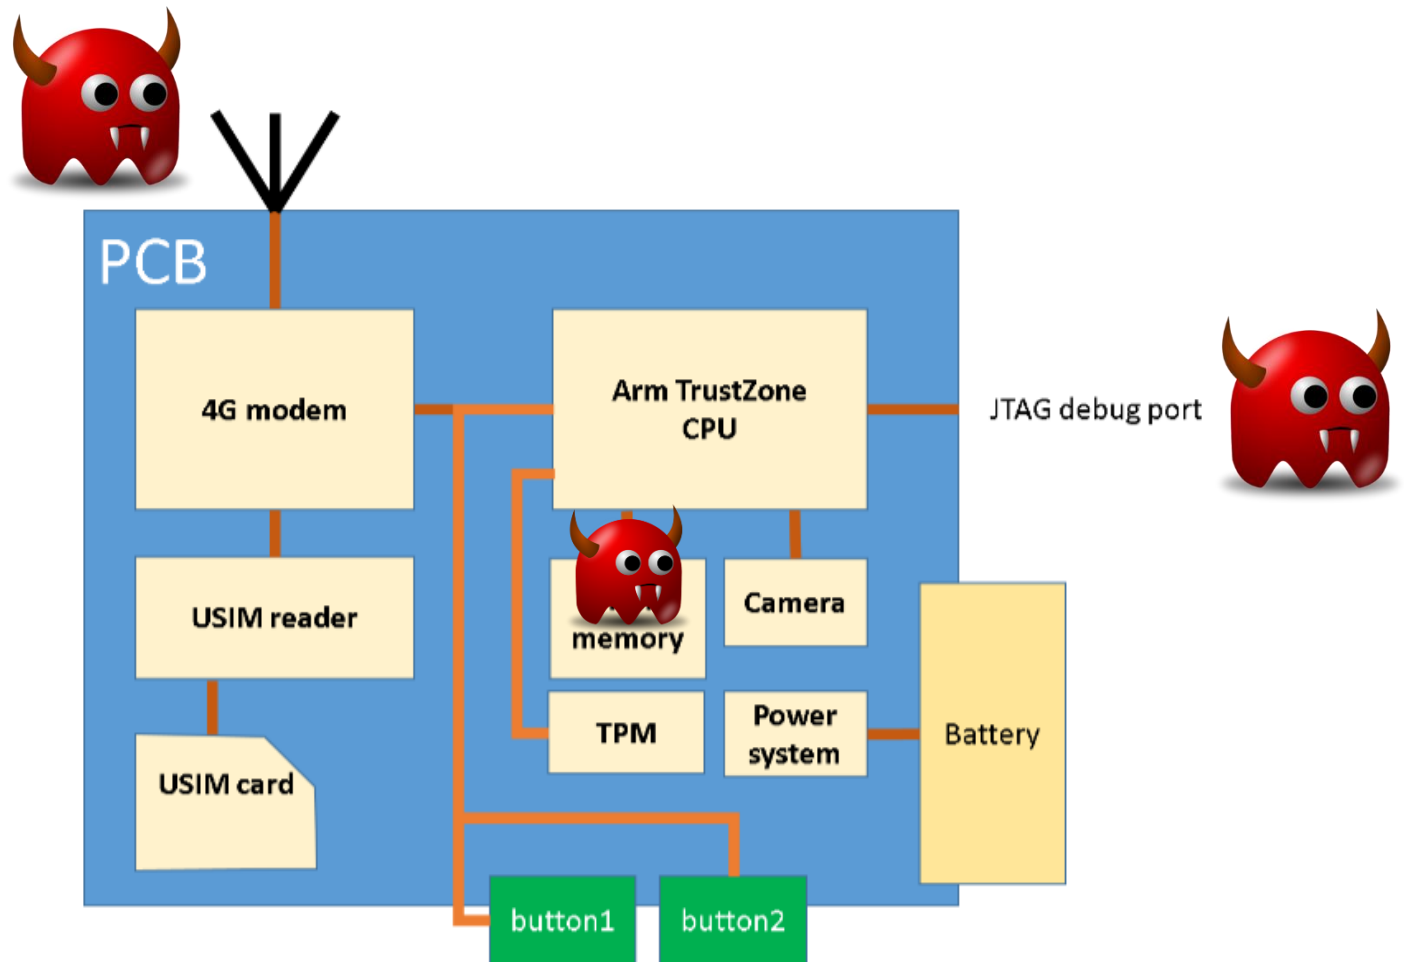 PCB
4G modem
Arm TrustZone
CPU
JTAG debug port
USIM reader
memory
Camera
USIM card
TPM
Power
system
Battery
button1
button2